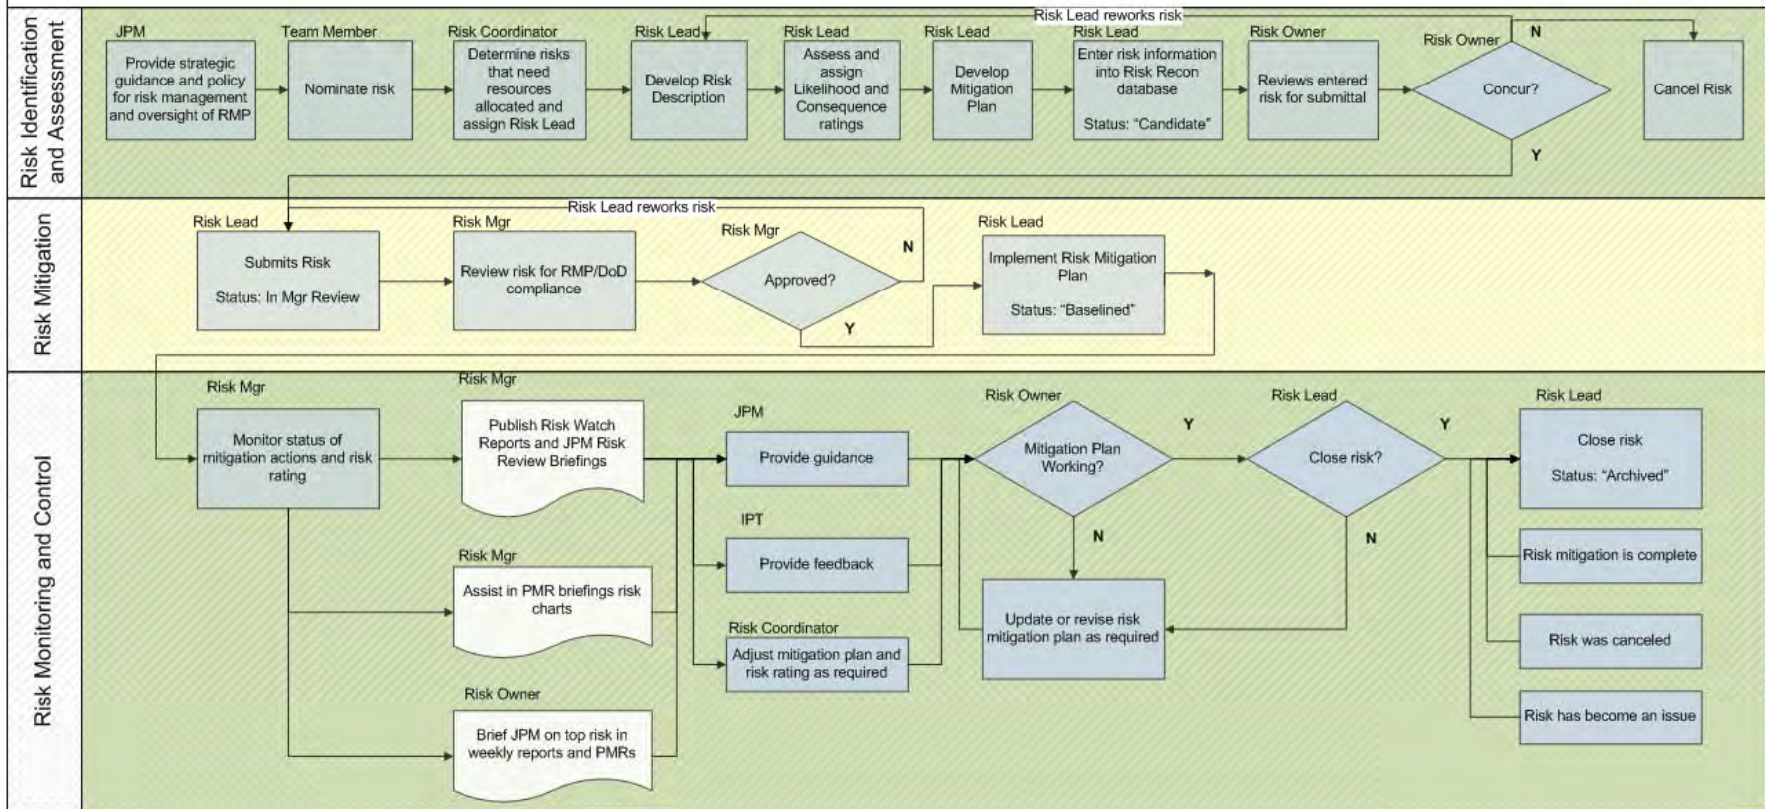 Risk Identification
and Assessment
Risk Lead reworks risk
JPM
Provide strategic
guidance and policy
for risk management
and oversight of RMP
Team Member
Nominate risk
Risk Coordinator
Determine risks
that need
resources
allocated and
assign Risk Lead
Risk Lead
Develop Risk
Description
Risk Lead
Assess and
assign
Likelihood and
Consequence
ratings
Risk Lead
Develop
Mitigation
Plan
Risk Lead
Enter risk information
into Risk Recon
database
Status: “Candidate”
Risk Owner
Reviews entered
risk for submittal
Risk Owner
Concur?
N
Y
Cancel Risk
Risk Mitigation
Risk Lead reworks risk
Risk Lead
Submits Risk
Status: In Mgr Review
Risk Mgr
Review risk for RMP/DoD
compliance
Risk Mgr
Approved?
N
Y
Risk Lead
Implement Risk Mitigation
Plan
Status: “Baselined”
Risk Monitoring and Control
Risk Mgr
Monitor status of
mitigation actions and risk
rating
Risk Mgr
Publish Risk Watch
Reports and JPM Risk
Review Briefings
Risk Mgr
Assist in PMR briefings risk
charts
Risk Owner
Brief JPM on top risk in
weekly reports and PMRs
JPM
Provide guidance
IPT
Provide feedback
Risk Coordinator
Adjust mitigation plan and
risk rating as required
Risk Owner
Mitigation Plan
Working?
Y
N
Update or revise risk
mitigation plan as required
Risk Lead
Close risk?
Y
N
Risk Lead
Close risk
Status: “Archived”
Risk mitigation is complete
Risk was canceled
Risk has become an issue